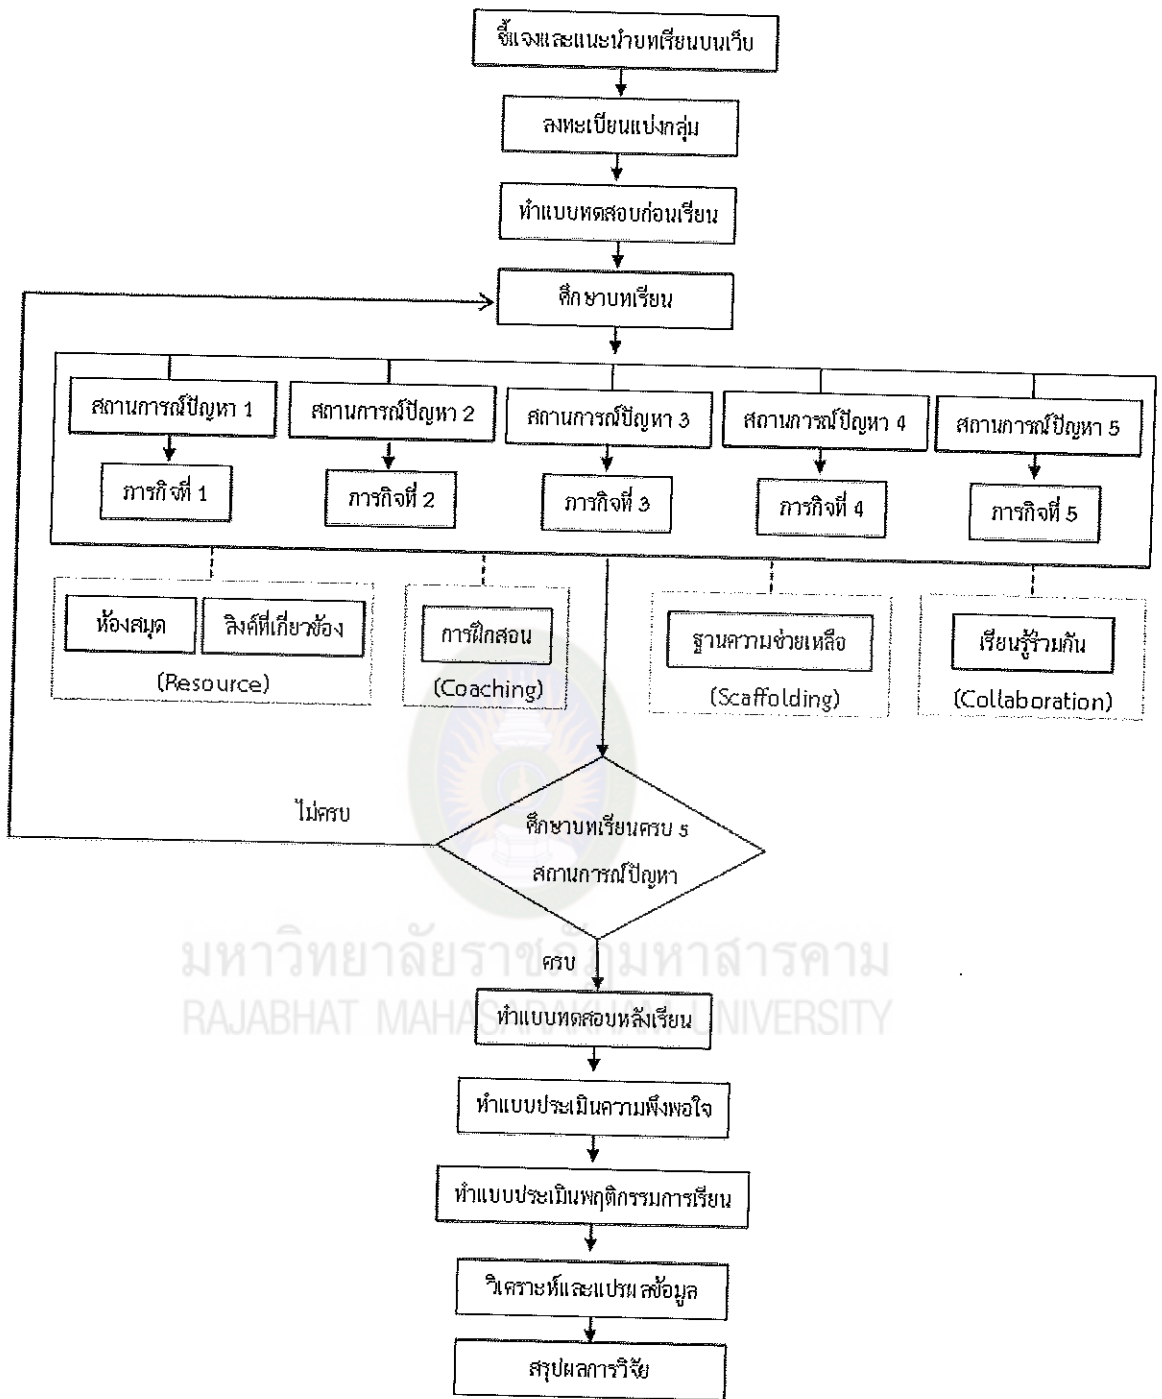 ชี้แจงและแนะนำบทเรียนบนเว็บ
ลงทะเบียนแบ่งกลุ่ม
ทำแบบทดสอบก่อนเรียน
ศึกษาบทเรียน
สถานการณ์ปัญหา 1
สถานการณ์ปัญหา 2
สถานการณ์ปัญหา 3
สถานการณ์ปัญหา 4
สถานการณ์ปัญหา 5
ภารกิจที่ 1
ภารกิจที่ 2
ภารกิจที่ 3
ภารกิจที่ 4
ภารกิจที่ 5
ห้องสมุด
ลิงค์ที่เกี่ยวข้อง
(Resource)
การฝึกสอน
(Coaching)
ฐานความช่วยเหลือ
(Scaffolding)
เรียนรู้ร่วมกัน
(Collaboration)
ไม่ครบ
ศึกษาบทเรียนครบ 5
สถานการณ์ปัญหา
ครบ
มหาวิทยาลัยราชภัฏมหาสารคาม
RAJABHAT MAHASARAKHAM UNIVERSITY
ทำแบบทดสอบหลังเรียน
ทำแบบประเมินความพึงพอใจ
ทำแบบประเมินพฤติกรรมการเรียน
วิเคราะห์และแปรผลข้อมูล
สรุปผลการวิจัย